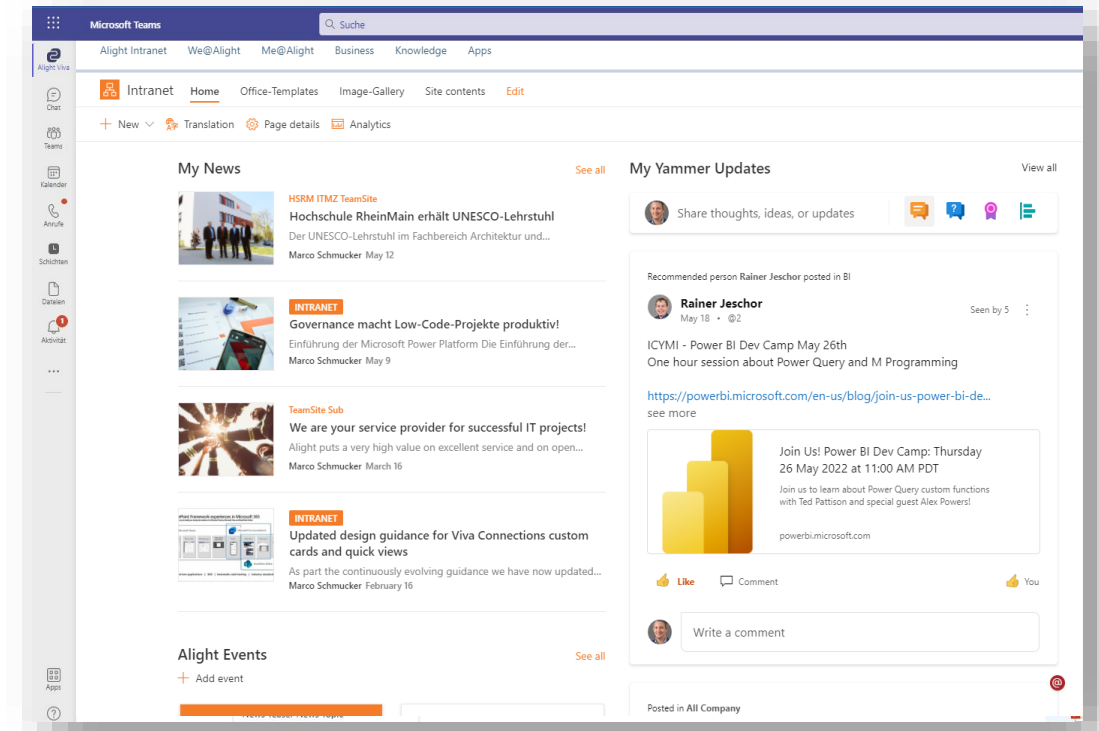 Microsoft Teams
Suche
Alight Viva
Chat
Teams
Kalender
Anrufe
Schichten
Dateien
1
Aktivität
Apps
Alight Intranet We@Alight Me@Alight Business Knowledge Apps
Intranet Home Office-Templates Image-Gallery Site contents Edit
New Translation Page details Analytics
My News See all
HSRM ITMZ TeamSite
Hochschule RheinMain erhält UNESCO-Lehrstuhl
Der UNESCO-Lehrstuhl im Fachbereich Architektur und...
Marco Schmucker May 12
INTRANET
Governance macht Low-Code-Projekte produktiv!
Einführung der Microsoft Power Platform Die Einführung der...
Marco Schmucker May 9
TeamSite Sub
We are your service provider for successful IT projects!
Alight puts a very high value on excellent service and on open...
Marco Schmucker March 16
INTRANET
Updated design guidance for Viva Connections custom
cards and quick views
As part the continuously evolving guidance we have now updated...
Marco Schmucker February 16
Alight Events See all
Add event
My Yammer Updates View all
Share thoughts, ideas, or updates
Recommended person Rainer Jeschor posted in BI
Rainer Jeschor
May 18 • @2
Seen by 5
ICYMI - Power BI Dev Camp May 26th
One hour session about Power Query and M Programming
https://powerbi.microsoft.com/en-us/blog/join-us-power-bi-de...
see more
Join Us! Power BI Dev Camp: Thursday
26 May 2022 at 11:00 AM PDT
Join us to learn about Power Query custom functions
with Ted Pattison and special guest Alex Powers!
powerbi.microsoft.com
Like Comment You
Write a comment
@
Posted in All Company